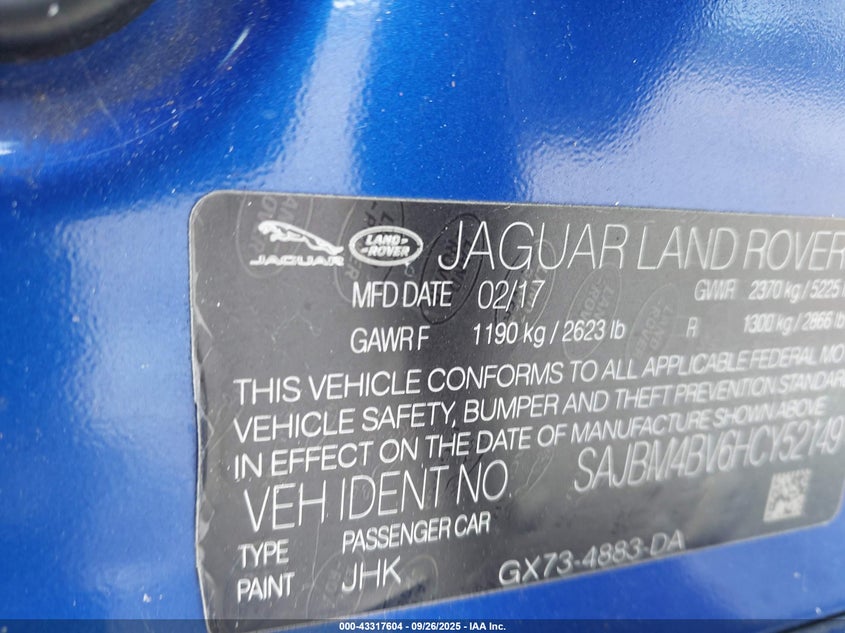 JAGUAR LAND ROVER JAGUAR LAND ROVER
MFD DATE 02/17 GVWR 2370 kg / 5225
GAWR F 1190 kg / 2623 lb R 1300 kg / 2866 lb
THIS VEHICLE CONFORMS TO ALL APPLICABLE FEDERAL MO
VEHICLE SAFETY, BUMPER AND THEFT PREVENTION STANDAR
IN EFFECT ON THE DATE OF MANUFACTURE SHOWN ABOVE
VEH IDENT NO SAJBM4BV6HCY52149
TYPE PASSENGER CAR
PAINT JHK GX73-4883-DA
000-43317604 | 09/26/2025 | IAA Inc.